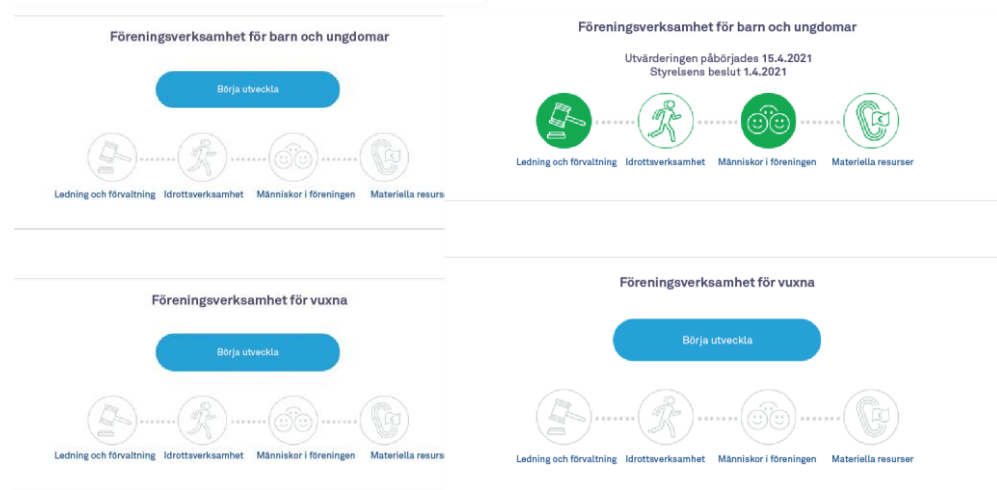 Föreningsverksamhet för barn och ungdomar
Börja utveckla
Ledning och förvaltning Idrottsverksamhet Människor i föreningen Materiella resurs
Föreningsverksamhet för vuxna
Börja utveckla
Ledning och förvaltning Idrottsverksamhet Människor i föreningen Materiella resurs
Föreningsverksamhet för barn och ungdomar
Utvärderingen påbörjades 15.4.2021
Styrelsens beslut 1.4.2021
Ledning och förvaltning Idrottsverksamhet Människor i föreningen Materiella resurser
Föreningsverksamhet för vuxna
Börja utveckla
Ledning och förvaltning Idrottsverksamhet Människor i föreningen Materiella resurser